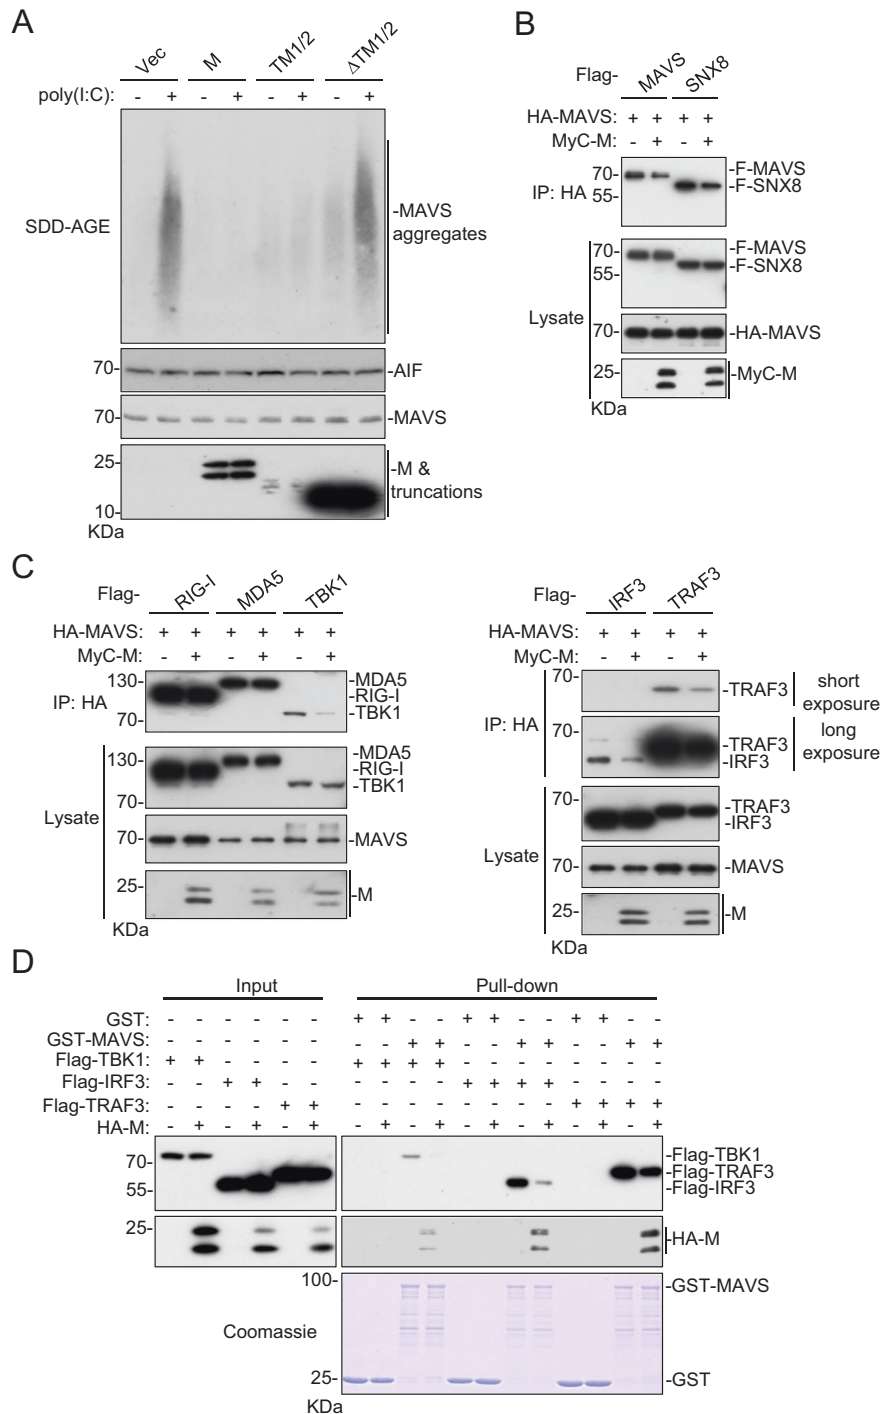 A
Vec M TM1/2 ΔTM1/2
poly(I:C): - + - + - + - +
SDD-AGE
-MAVS
aggregates
70- -AIF
70- -MAVS
25-
-M &
truncations
10-
KDa
B
Flag- MAVS SNX8
HA-MAVS: + + + +
MyC-M: - + - +
70- -F-MAVS
IP: HA -F-SNX8
55-
70- -F-MAVS
55- -F-SNX8
Lysate
70- -HA-MAVS
25- -MyC-M
KDa
C
Flag- RIG-I MDA5 TBK1
HA-MAVS: + + + + + +
MyC-M: - + - + - +
130- -MDA5
IP: HA -RIG-I
70- -TBK1
130- -MDA5
-RIG-I
-TBK1
70-
Lysate
70- -MAVS
25- -M
KDa
Flag- IRF3 TRAF3
HA-MAVS: + + + +
MyC-M: - + - +
70- -TRAF3 short
exposure
IP: HA
70- -TRAF3 long
-IRF3 exposure
70- -TRAF3
-IRF3
Lysate
70- -MAVS
25- -M
KDa
D
Input Pull-down
GST: - - - - - - + + - - + + - - + + - -
GST-MAVS: - - - - - - - - + + - - + + - - + +
Flag-TBK1: + + - - - - + + + + - - - - - - - -
Flag-IRF3: - - + + - - - - - - + + + + - - - -
Flag-TRAF3: - - - - + + - - - - - - - - + + + +
HA-M: - + - + - + - + - + - + - + - + - +
70- -Flag-TBK1
-Flag-TRAF3
55- -Flag-IRF3
25- -HA-M
100- -GST-MAVS
Coomassie
25- -GST
KDa